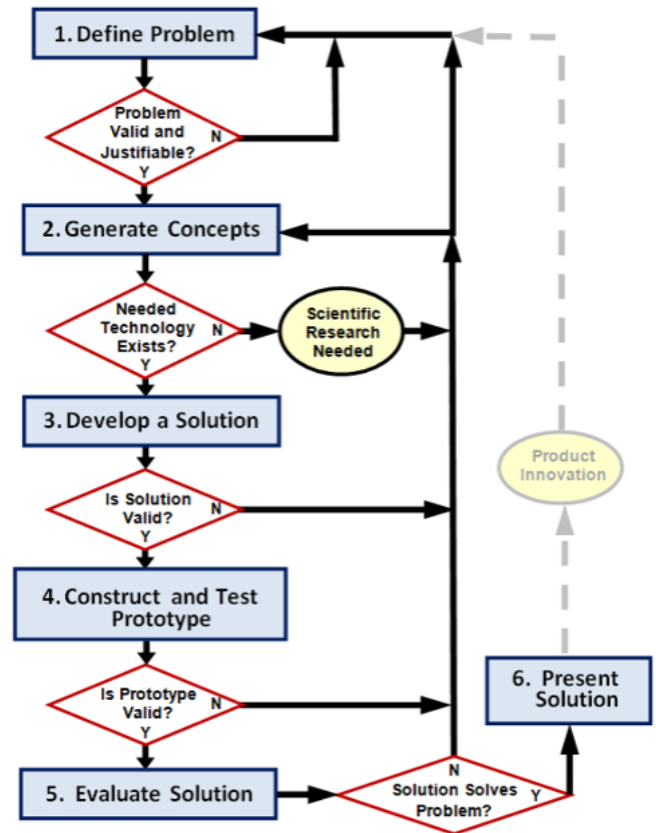 1. Define Problem
Problem
Valid and
Justifiable?
N
Y
2. Generate Concepts
Needed
Technology
Exists?
N
Y
Scientific
Research
Needed
3. Develop a Solution
Product
Innovation
Is Solution
Valid?
N
Y
4. Construct and Test
Prototype
Is Prototype
Valid?
N
Y
6. Present
Solution
5. Evaluate Solution
N
Solution Solves
Problem?
Y